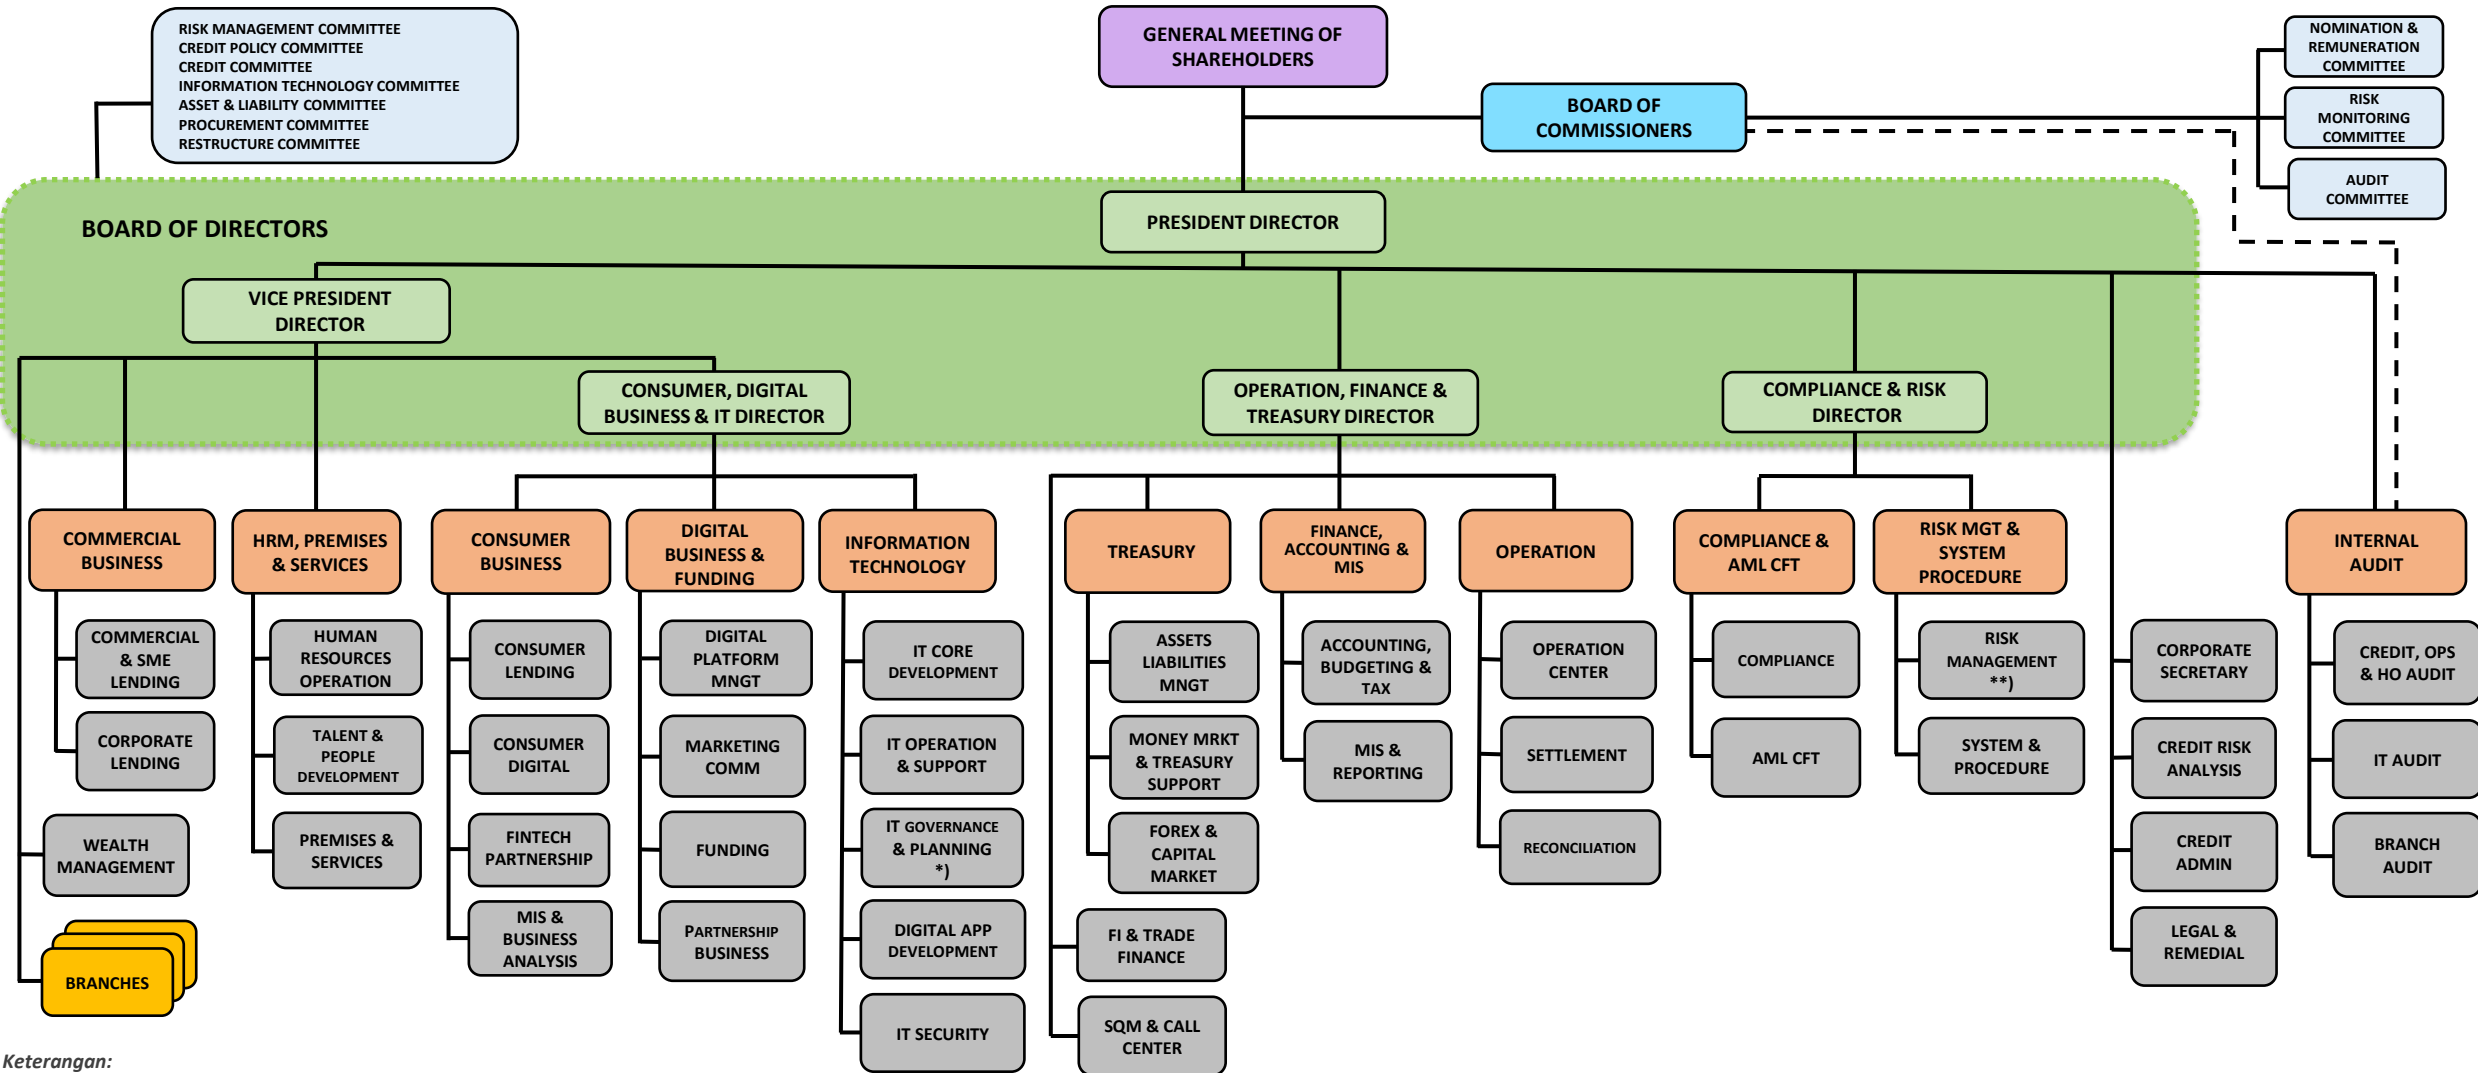 RISK MANAGEMENT COMMITTEE
CREDIT POLICY COMMITTEE
CREDIT COMMITTEE
INFORMATION TECHNOLOGY COMMITTEE
ASSET & LIABILITY COMMITTEE
PROCUREMENT COMMITTEE
RESTRUCTURE COMMITTEE
GENERAL MEETING OF
SHAREHOLDERS
BOARD OF
COMMISSIONERS
NOMINATION &
REMUNERATION
COMMITTEE
RISK
MONITORING
COMMITTEE
AUDIT
COMMITTEE
BOARD OF DIRECTORS
PRESIDENT DIRECTOR
VICE PRESIDENT
DIRECTOR
CONSUMER, DIGITAL
BUSINESS & IT DIRECTOR
OPERATION, FINANCE &
TREASURY DIRECTOR
COMPLIANCE & RISK
DIRECTOR
COMMERCIAL
BUSINESS
HRM, PREMISES
& SERVICES
CONSUMER
BUSINESS
DIGITAL
BUSINESS &
FUNDING
INFORMATION
TECHNOLOGY
TREASURY
FINANCE,
ACCOUNTING &
MIS
OPERATION
COMPLIANCE &
AML CFT
RISK MGT &
SYSTEM
PROCEDURE
INTERNAL
AUDIT
COMMERCIAL
& SME
LENDING
CORPORATE
LENDING
WEALTH
MANAGEMENT
BRANCHES
HUMAN
RESOURCES
OPERATION
TALENT &
PEOPLE
DEVELOPMENT
PREMISES &
SERVICES
CONSUMER
LENDING
CONSUMER
DIGITAL
FINTECH
PARTNERSHIP
MIS &
BUSINESS
ANALYSIS
DIGITAL
PLATFORM
MNGT
MARKETING
COMM
FUNDING
PARTNERSHIP
BUSINESS
IT CORE
DEVELOPMENT
IT OPERATION
& SUPPORT
IT GOVERNANCE
& PLANNING
*)
DIGITAL APP
DEVELOPMENT
IT SECURITY
ASSETS
LIABILITIES
MNGT
MONEY MRKT
& TREASURY
SUPPORT
FOREX &
CAPITAL
MARKET
FI & TRADE
FINANCE
SQM & CALL
CENTER
ACCOUNTING,
BUDGETING &
TAX
MIS &
REPORTING
OPERATION
CENTER
SETTLEMENT
RECONCILIATION
COMPLIANCE
AML CFT
RISK
MANAGEMENT
**)
SYSTEM &
PROCEDURE
CORPORATE
SECRETARY
CREDIT RISK
ANALYSIS
CREDIT
ADMIN
LEGAL &
REMEDIAL
CREDIT, OPS
& HO AUDIT
IT AUDIT
BRANCH
AUDIT
Keterangan: